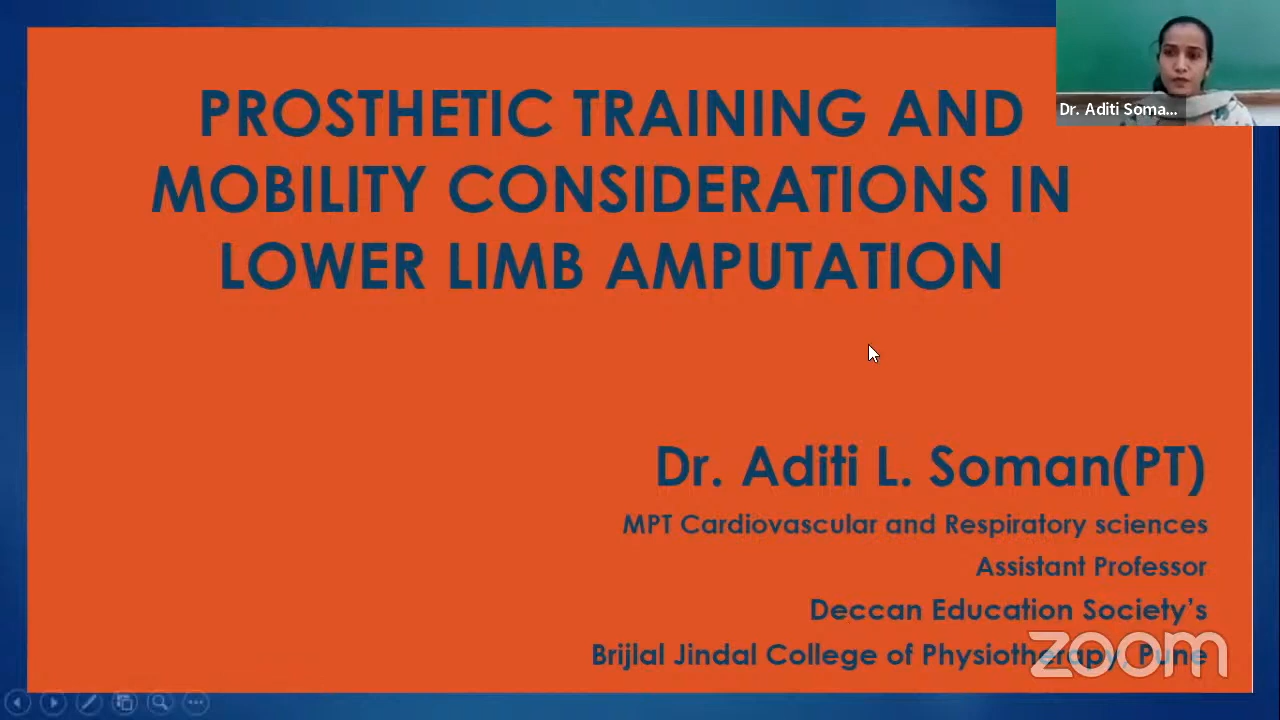 PROSTHETIC TRAINING AND
MOBILITY CONSIDERATIONS IN
LOWER LIMB AMPUTATION
Dr. Aditi Soma...
Dr. Aditi L. Soman(PT)
MPT Cardiovascular and Respiratory sciences
Assistant Professor
Deccan Education Society’s
Brijlal Jindal College of Physiotherapy, Pune
zoom